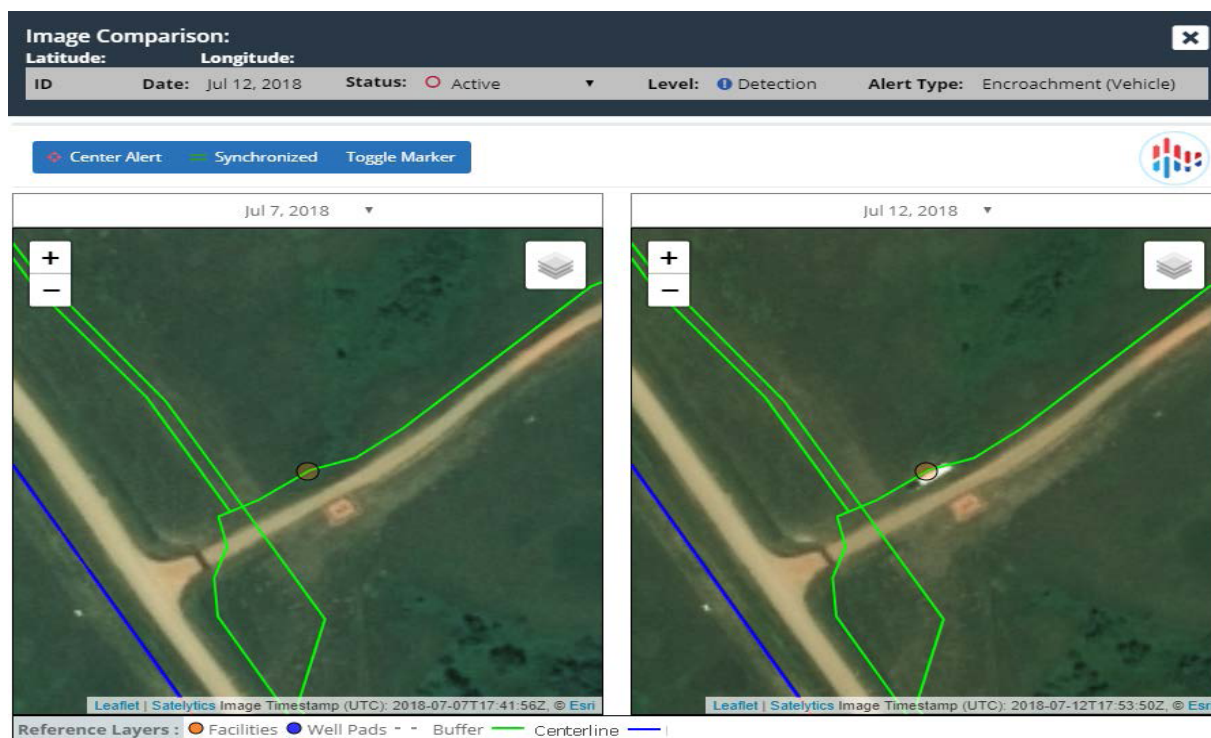 Image Comparison:
Latitude: Longitude:
ID Date: Jul 12, 2018 Status: Active ▼ Level: Detection Alert Type: Encroachment (Vehicle)
Center Alert Synchronized Toggle Marker
Jul 7, 2018 ▼ Jul 12, 2018 ▼
+ +
− −
Leaflet | Satelytics Image Timestamp (UTC): 2018-07-07T17:41:56Z, © Esri Leaflet | Satelytics Image Timestamp (UTC): 2018-07-12T17:53:50Z, © Esri
Reference Layers : Facilities Well Pads - - Buffer Centerline